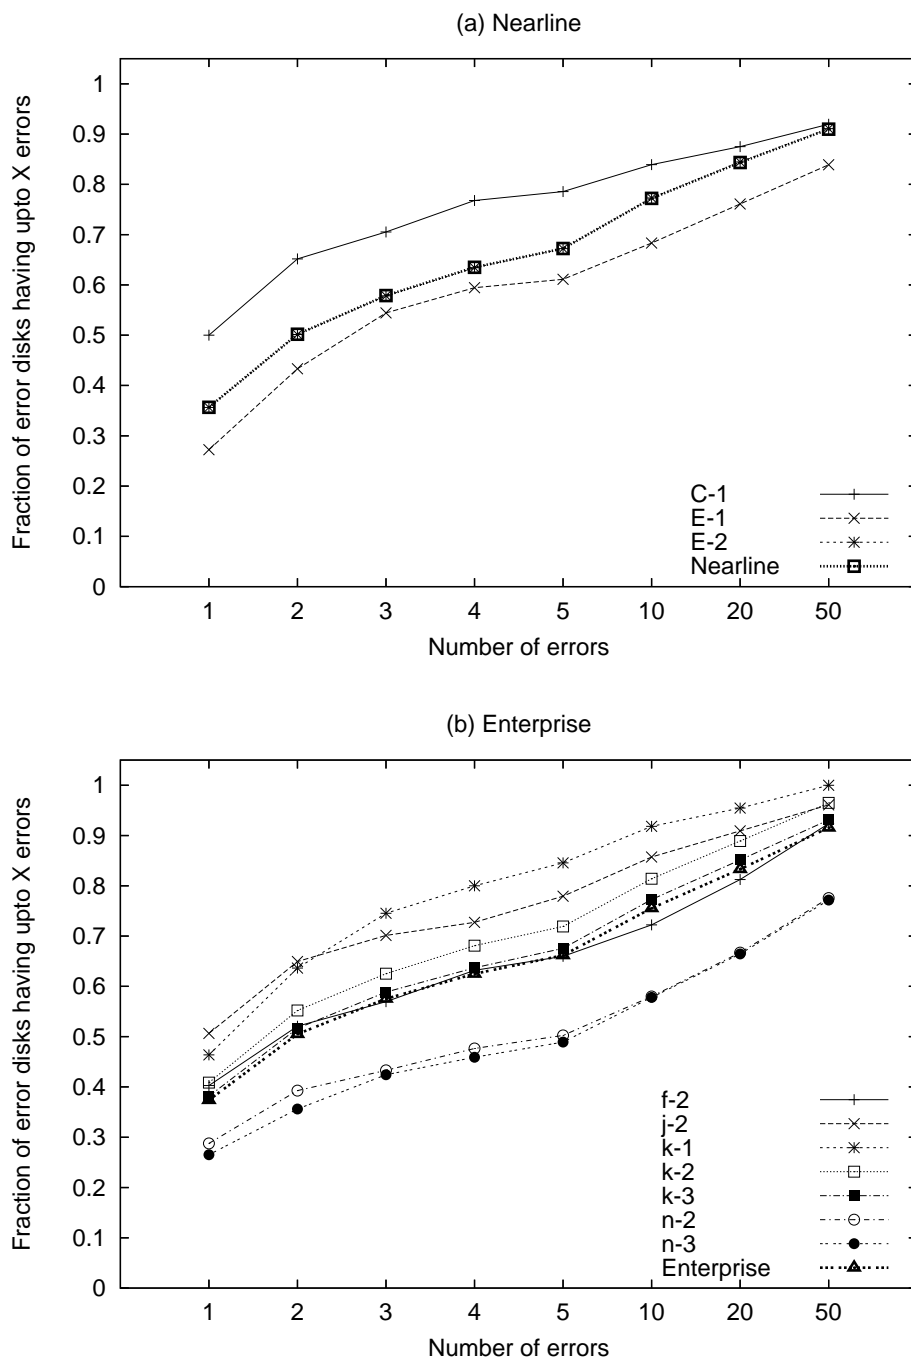 (a) Nearline
Fraction of error disks having upto X errors
1
0.9
0.8
0.7
0.6
0.5
0.4
0.3
0.2
0.1
0
C-1
E-1
E-2
Nearline
1 2 3 4 5 10 20 50
Number of errors
(b) Enterprise
Fraction of error disks having upto X errors
1
0.9
0.8
0.7
0.6
0.5
0.4
0.3
0.2
0.1
0
f-2
j-2
k-1
k-2
k-3
n-2
n-3
Enterprise
1 2 3 4 5 10 20 50
Number of errors